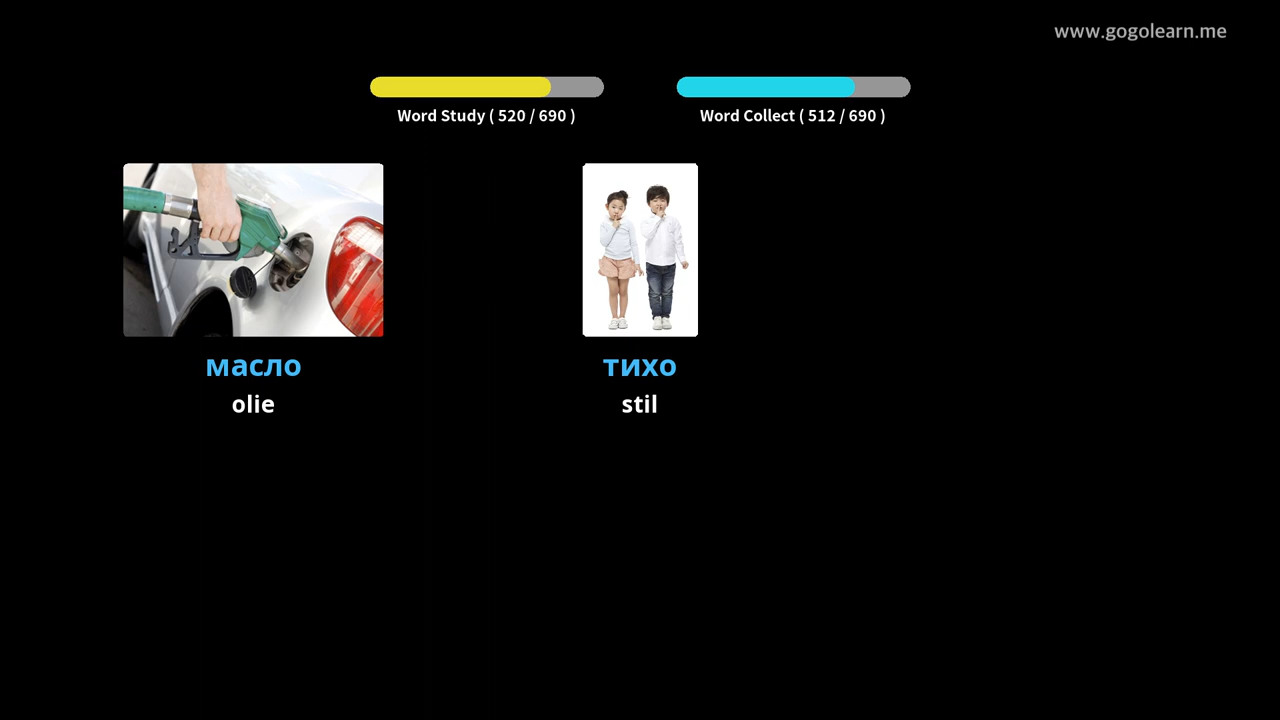 www.gogolearn.me
Word Study ( 520 / 690 )
Word Collect ( 512 / 690 )
масло
olie
тихо
stil